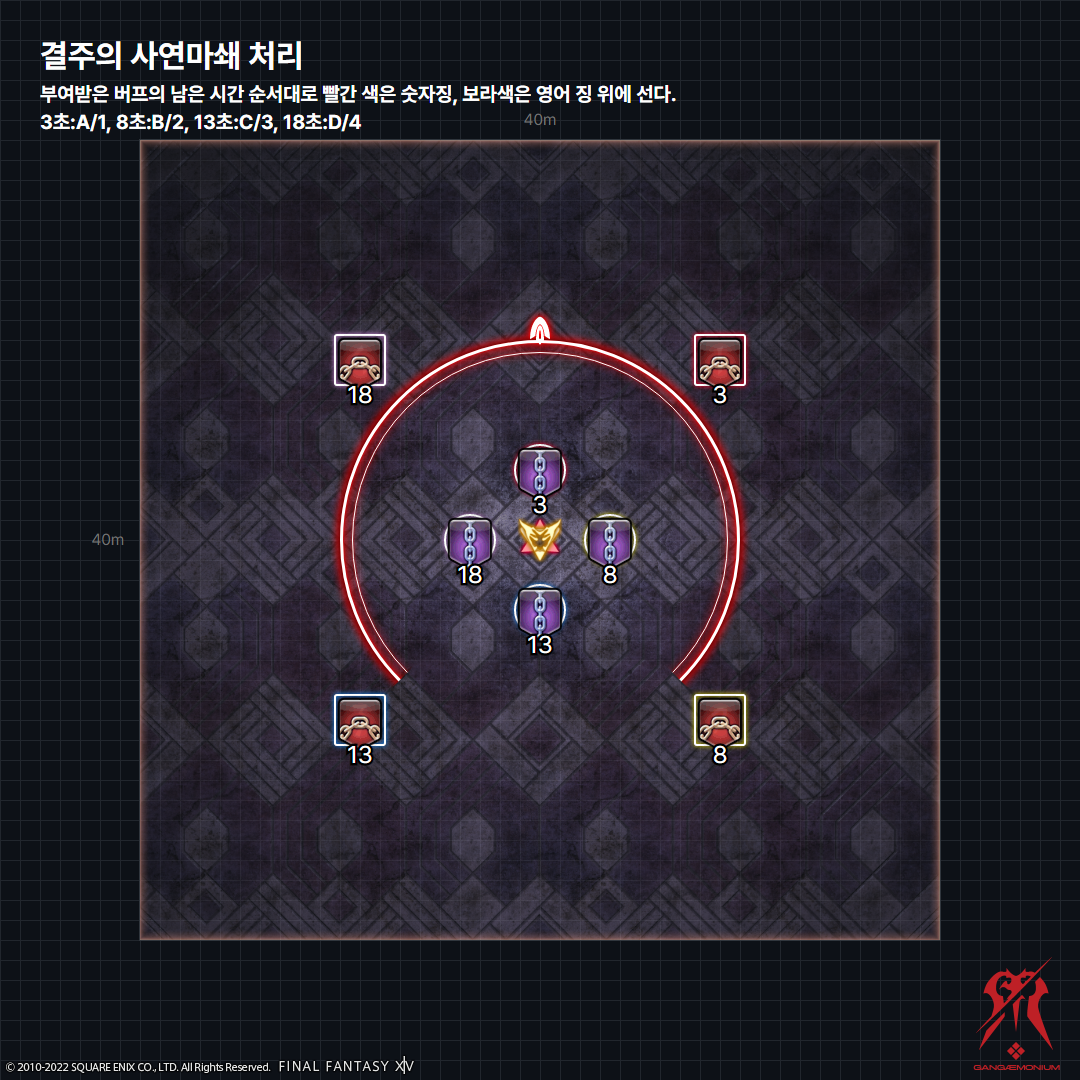 결주의 사연마쇄 처리
부여받은 버프의 남은 시간 순서대로 빨간 색은 숫자징, 보라색은 영어 징 위에 선다.
3초:A/1, 8초:B/2, 13초:C/3, 18초:D/4
40m
18
3
3
40m
18
8
13
13
8
GANGÆMONIUM
© 2010-2022 SQUARE ENIX CO., LTD. All Rights Reserved. FINAL FANTASY XIV